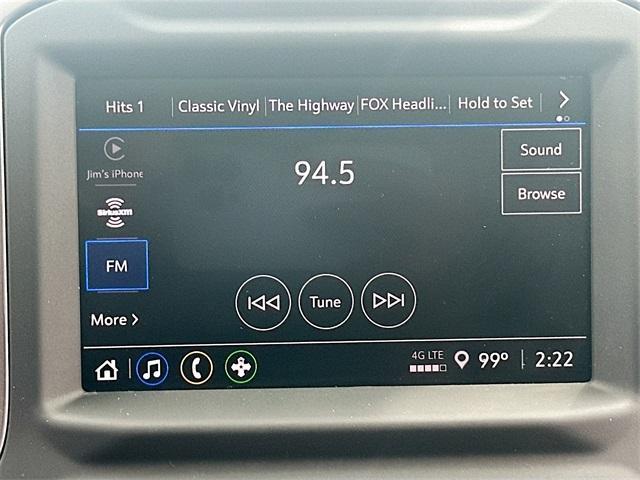 Hits 1 Classic Vinyl The Highway FOX Headli... Hold to Set
Jim's iPhone
94.5
Sound
SiriusXM
Browse
FM
Tune
More >
4G LTE 99° 2:22